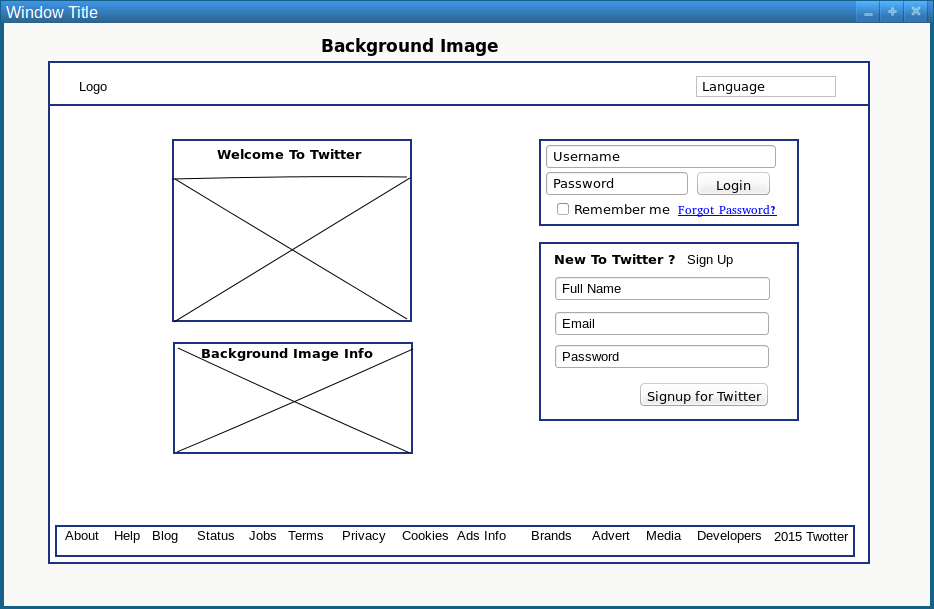 Window Title
Background Image
Logo
Language
Welcome To Twitter
Username
Password
Login
Remember me Forgot Password?
Background Image Info
New To Twitter ? Sign Up
Full Name
Email
Password
Signup for Twitter
About Help Blog Status Jobs Terms Privacy Cookies Ads Info Brands Advert Media Developers 2015 Twotter